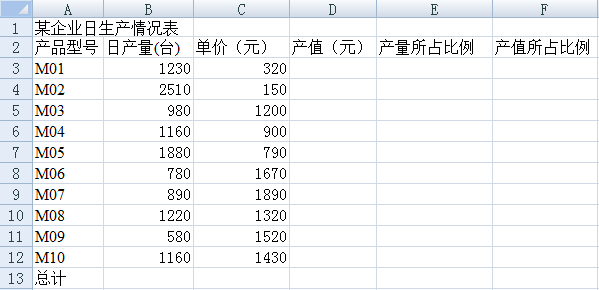 A B C D E F
1 某企业日生产情况表
2 产品型号 日产量(台) 单价（元） 产值（元） 产量所占比例 产值所占比例
3 M01 1230 320
4 M02 2510 150
5 M03 980 1200
6 M04 1160 900
7 M05 1880 790
8 M06 780 1670
9 M07 890 1890
10 M08 1220 1320
11 M09 580 1520
12 M10 1160 1430
13 总计